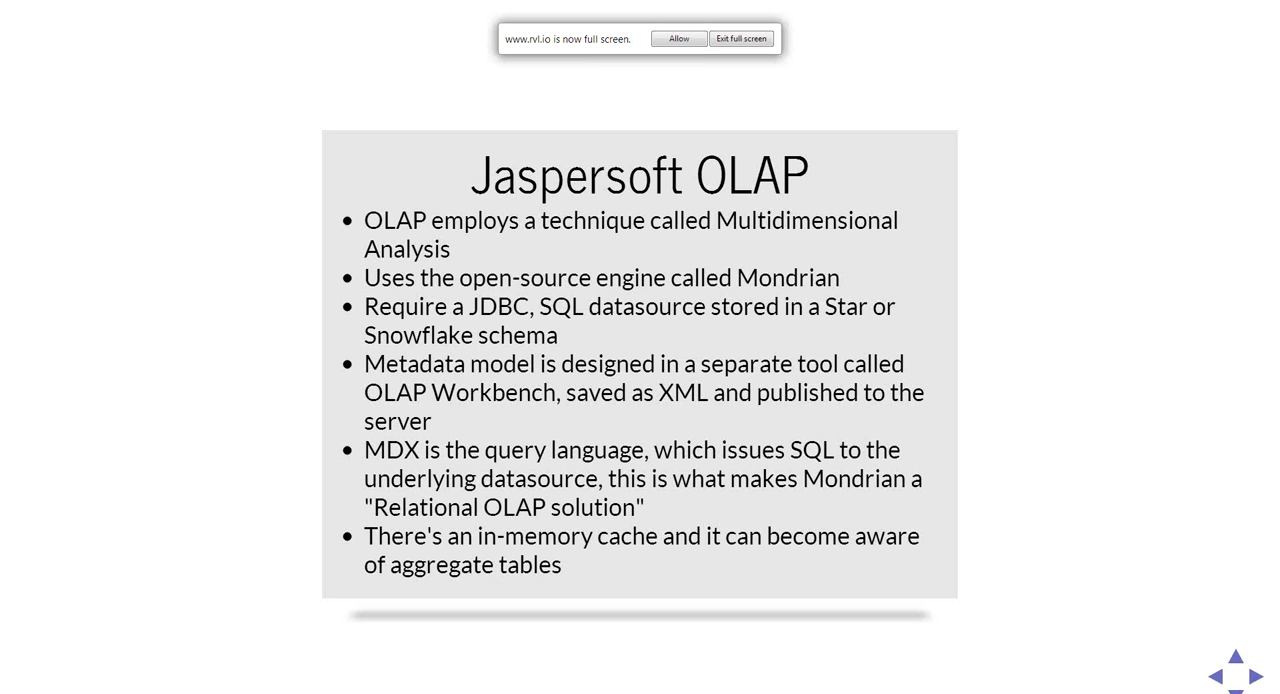 www.rvl.io is now full screen. Allow Exit full screen
Jaspersoft OLAP
• OLAP employs a technique called Multidimensional
Analysis
• Uses the open-source engine called Mondrian
• Require a JDBC, SQL datasource stored in a Star or
Snowflake schema
• Metadata model is designed in a separate tool called
OLAP Workbench, saved as XML and published to the
server
• MDX is the query language, which issues SQL to the
underlying datasource, this is what makes Mondrian a
"Relational OLAP solution"
• There's an in-memory cache and it can become aware
of aggregate tables